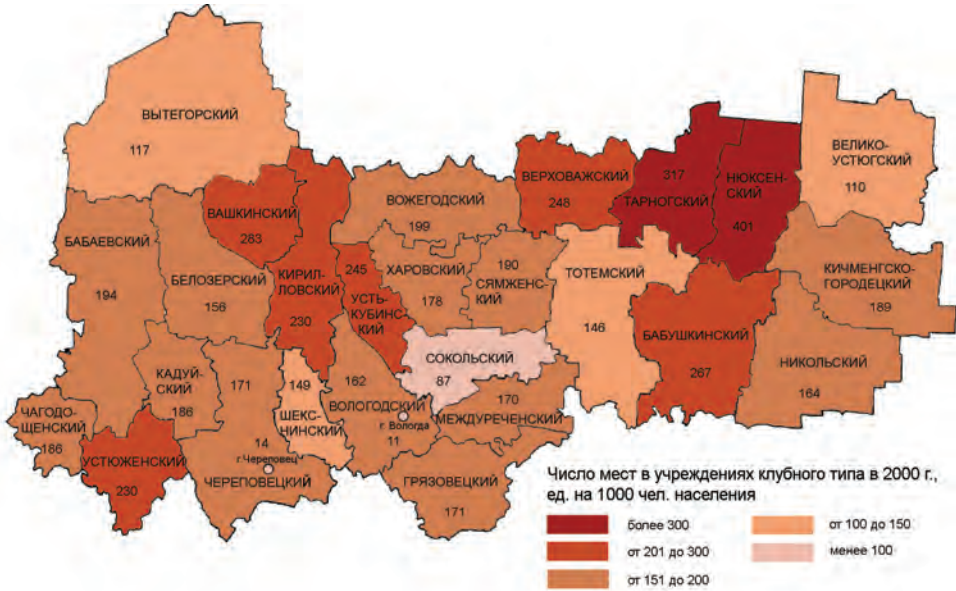 ВЫТЕГОРСКИЙ
117
ВЕЛИКО-
УСТЮГСКИЙ
110
ВЕРХОВАЖСКИЙ
248
317
ТАРНОГСКИЙ
НЮКСЕН-
СКИЙ
401
ВАШКИНСКИЙ
283
ВОЖЕГОДСКИЙ
199
БАБАЕВСКИЙ
194
БЕЛОЗЕРСКИЙ
156
КИРИЛ-
ЛОВСКИЙ
230
245
УСТЬ-
КУБИН-
СКИЙ
ХАРОВСКИЙ
178
190
СЯМЖЕН-
СКИЙ
ТОТЕМСКИЙ
146
КИЧМЕНГСКО-
ГОРОДЕЦКИЙ
189
БАБУШКИНСКИЙ
267
НИКОЛЬСКИЙ
164
СОКОЛЬСКИЙ
87
КАДУЙ-
СКИЙ
186
171
14
г.Череповец
ЧЕРЕПОВЕЦКИЙ
149
ШЕКС-
НИНСКИЙ
162
ВОЛОГОДСКИЙ
г. Вологда
11
170
МЕЖДУРЕЧЕНСКИЙ
ЧАГОДО-
ЩЕНСКИЙ
186
УСТЮЖЕНСКИЙ
230
ГРЯЗОВЕЦКИЙ
171
Число мест в учреждениях клубного типа в 2000 г.,
ед. на 1000 чел. населения
более 300
от 201 до 300
от 151 до 200
от 100 до 150
менее 100